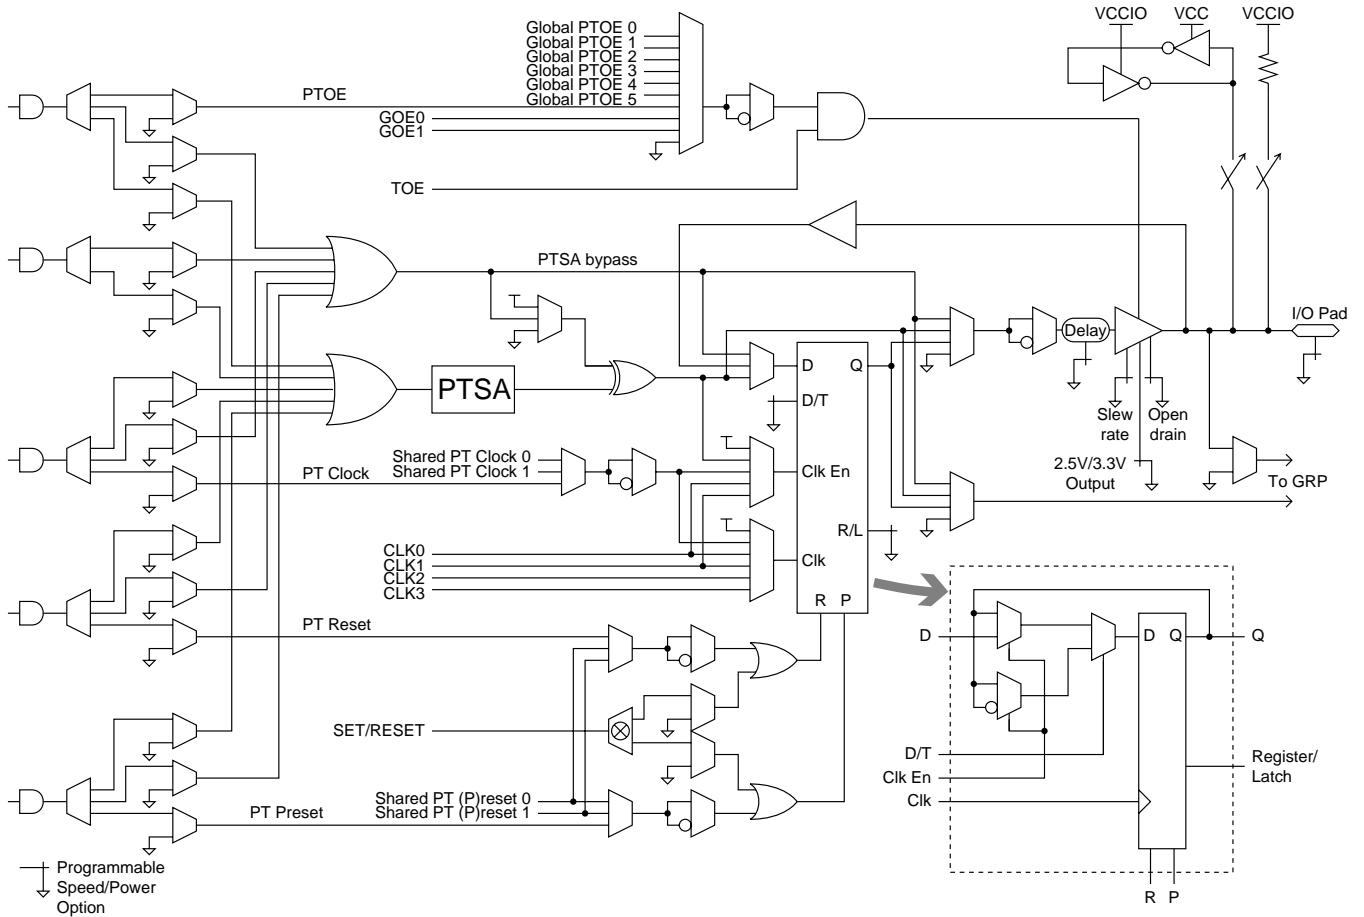 VCCIO
VCC
VCCIO
Global PTOE 0
Global PTOE 1
Global PTOE 2
Global PTOE 3
Global PTOE 4
Global PTOE 5
PTOE
GOE0
GOE1
TOE
PTSA bypass
I/O Pad
Delay
PTSA
D
Q
D/T
Slew
rate
Open
drain
Shared PT Clock 0
Shared PT Clock 1
PT Clock
Clk En
2.5V/3.3V
Output
To GRP
R/L
CLK0
CLK1
CLK2
CLK3
Clk
R P
PT Reset
D
D Q
Q
SET/RESET
D/T
Clk En
Clk
Register/
Latch
Shared PT (P)reset 0
Shared PT (P)reset 1
PT Preset
R P
Programmable
Speed/Power
Option